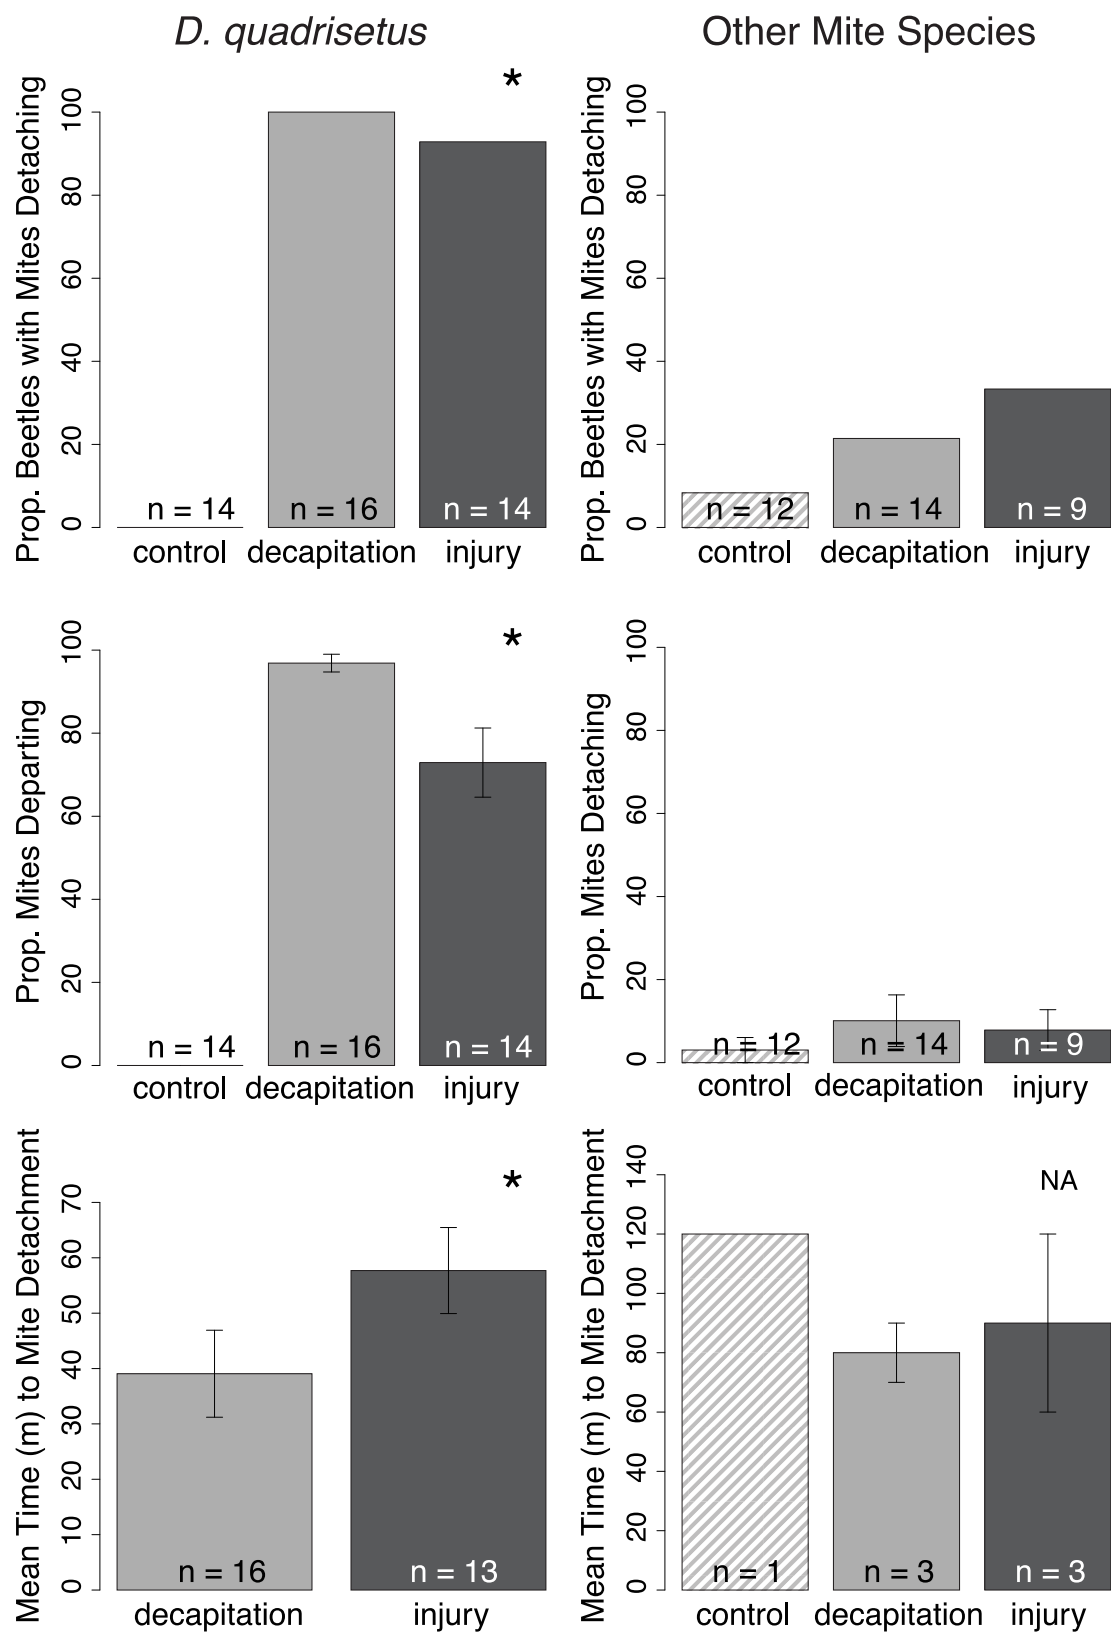 D. quadrisetus
Other Mite Species
Prop. Beetles with Mites Detaching
100
80
60
40
20
0
*
n = 14
n = 16
n = 14
control
decapitation
injury
Prop. Beetles with Mites Detaching
100
80
60
40
20
0
n = 12
n = 14
n = 9
control
decapitation
injury
Prop. Mites Departing
100
80
60
40
20
0
*
n = 14
n = 16
n = 14
control
decapitation
injury
Prop. Mites Detaching
100
80
60
40
20
0
n = 12
n = 14
n = 9
control
decapitation
injury
Mean Time (m) to Mite Detachment
70
60
50
40
30
20
10
0
*
n = 16
n = 13
decapitation
injury
Mean Time (m) to Mite Detachment
140
120
100
80
60
40
20
0
NA
n = 1
n = 3
n = 3
control
decapitation
injury